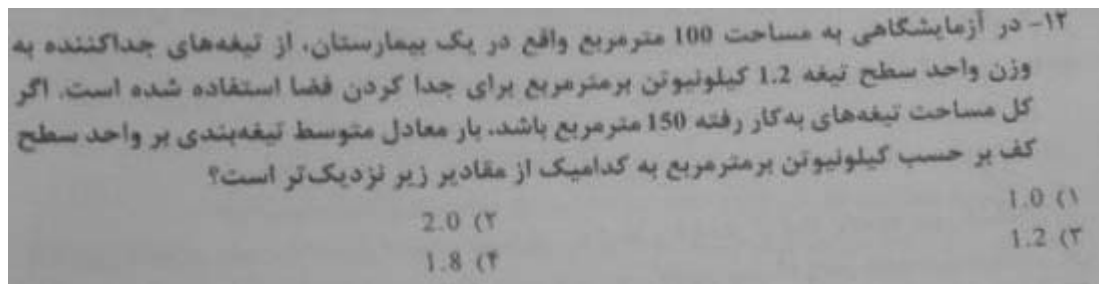 ۱۲- در آزمایشگاهی به مساحت 100 مترمربع واقع در یک بیمارستان، از تیغه‌های جداکننده به
وزن واحد سطح تیغه 1.2 کیلونیوتن برمترمربع برای جدا کردن فضا استفاده شده است. اگر
کل مساحت تیغه‌های به‌کار رفته 150 مترمربع باشد، بار معادل متوسط تیغه‌بندی بر واحد سطح
کف بر حسب کیلونیوتن برمترمربع به کدامیک از مقادیر زیر نزدیک‌تر است؟
۱) 1.0
۲) 2.0
۳) 1.2
۴) 1.8